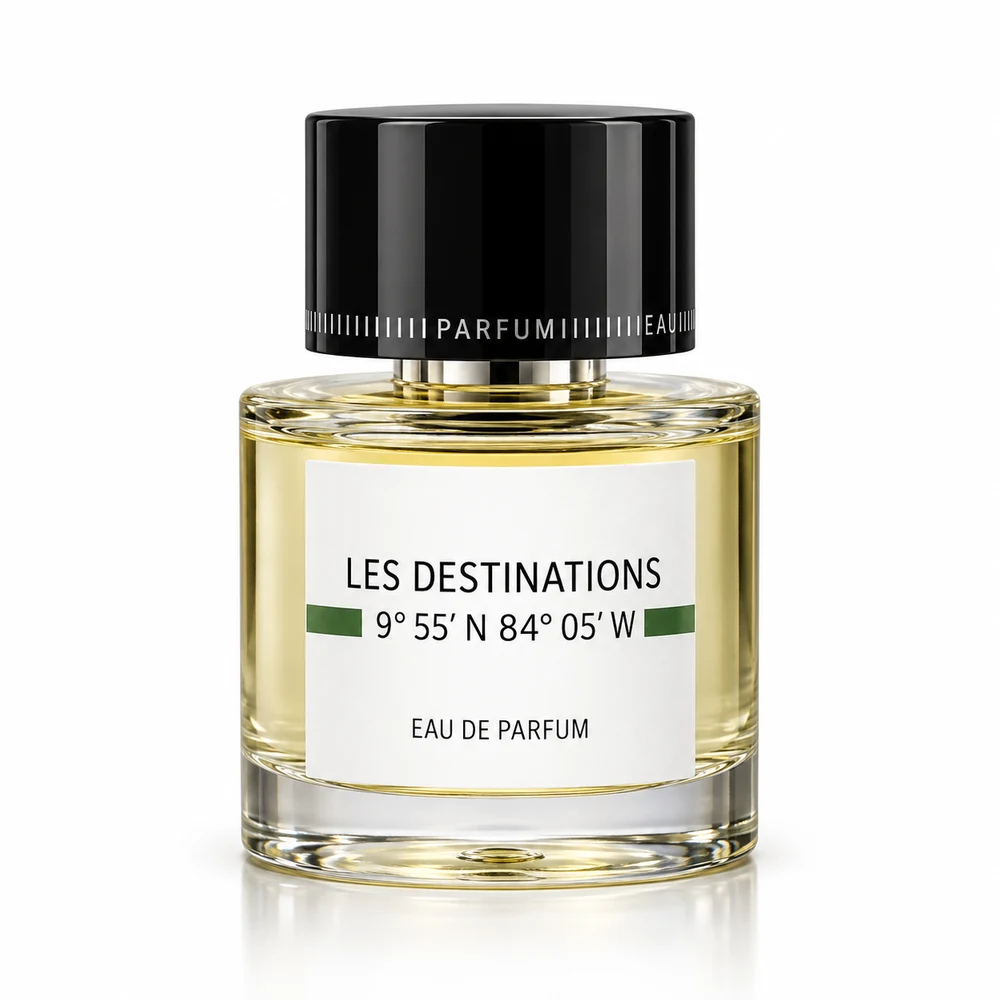 PARFUM EAU
LES DESTINATIONS
9° 55′ N 84° 05′ W
EAU DE PARFUM